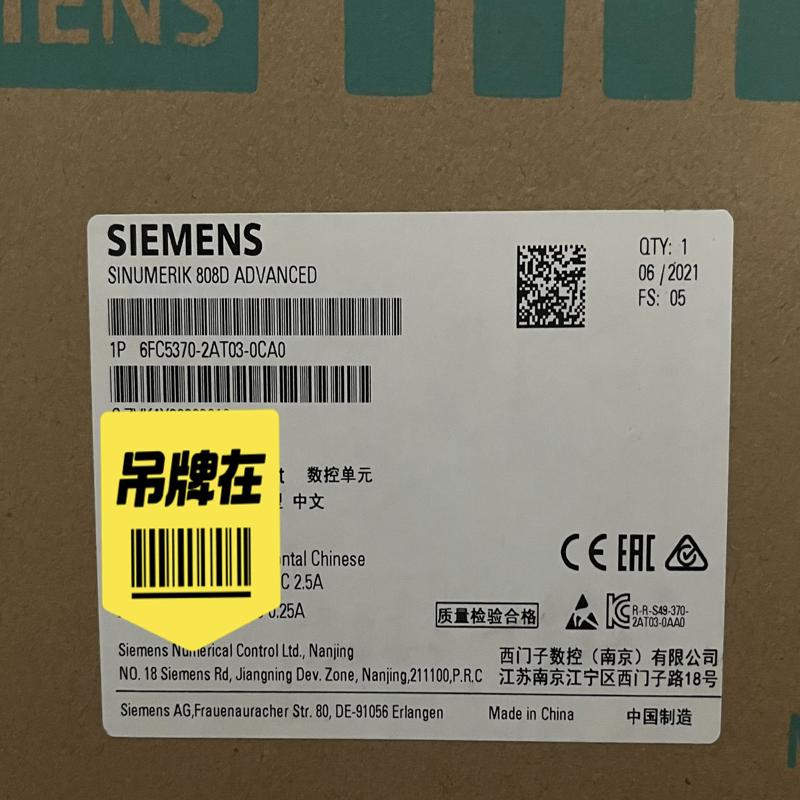 IENS
SIEMENS
SINUMERIK 808D ADVANCED
QTY: 1
06 / 2021
FS: 05
1P 6FC5370-2AT03-0CA0
吊牌在
t 数控单元
中文
ntal Chinese
C 2.5A
0.25A
CE EAC
质量检验合格
R-R-S49-370-
2AT03-0AA0
Siemens Numerical Control Ltd., Nanjing
西门子数控（南京）有限公司
NO. 18 Siemens Rd, Jiangning Dev. Zone, Nanjing,211100,P.R.C
江苏南京江宁区西门子路18号
Siemens AG,Frauenauracher Str. 80, DE-91056 Erlangen
Made in China
中国制造